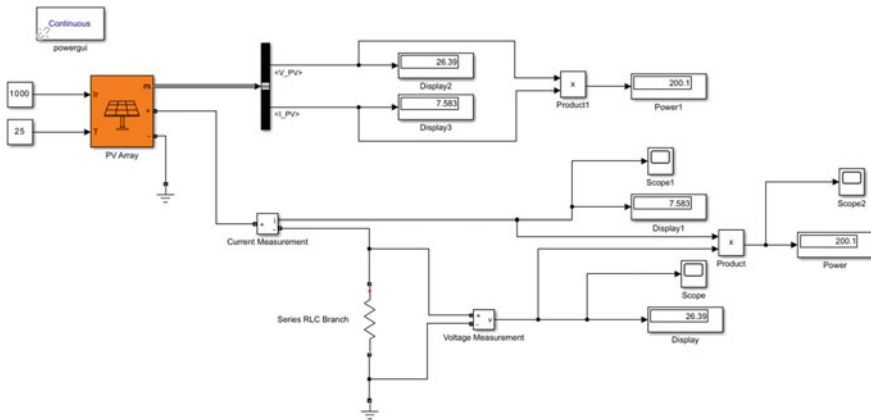 Continuous
powergui
1000
25
Ir
T
m
+
-
PV Array
<V_PV>
<I_PV>
26.39
Display2
7.583
Display3
x
Product1
200.1
Power1
Scope1
7.583
Display1
Scope2
+
i
-
Current Measurement
x
Product
200.1
Power
Scope
Series RLC Branch
+
-
v
Voltage Measurement
26.39
Display